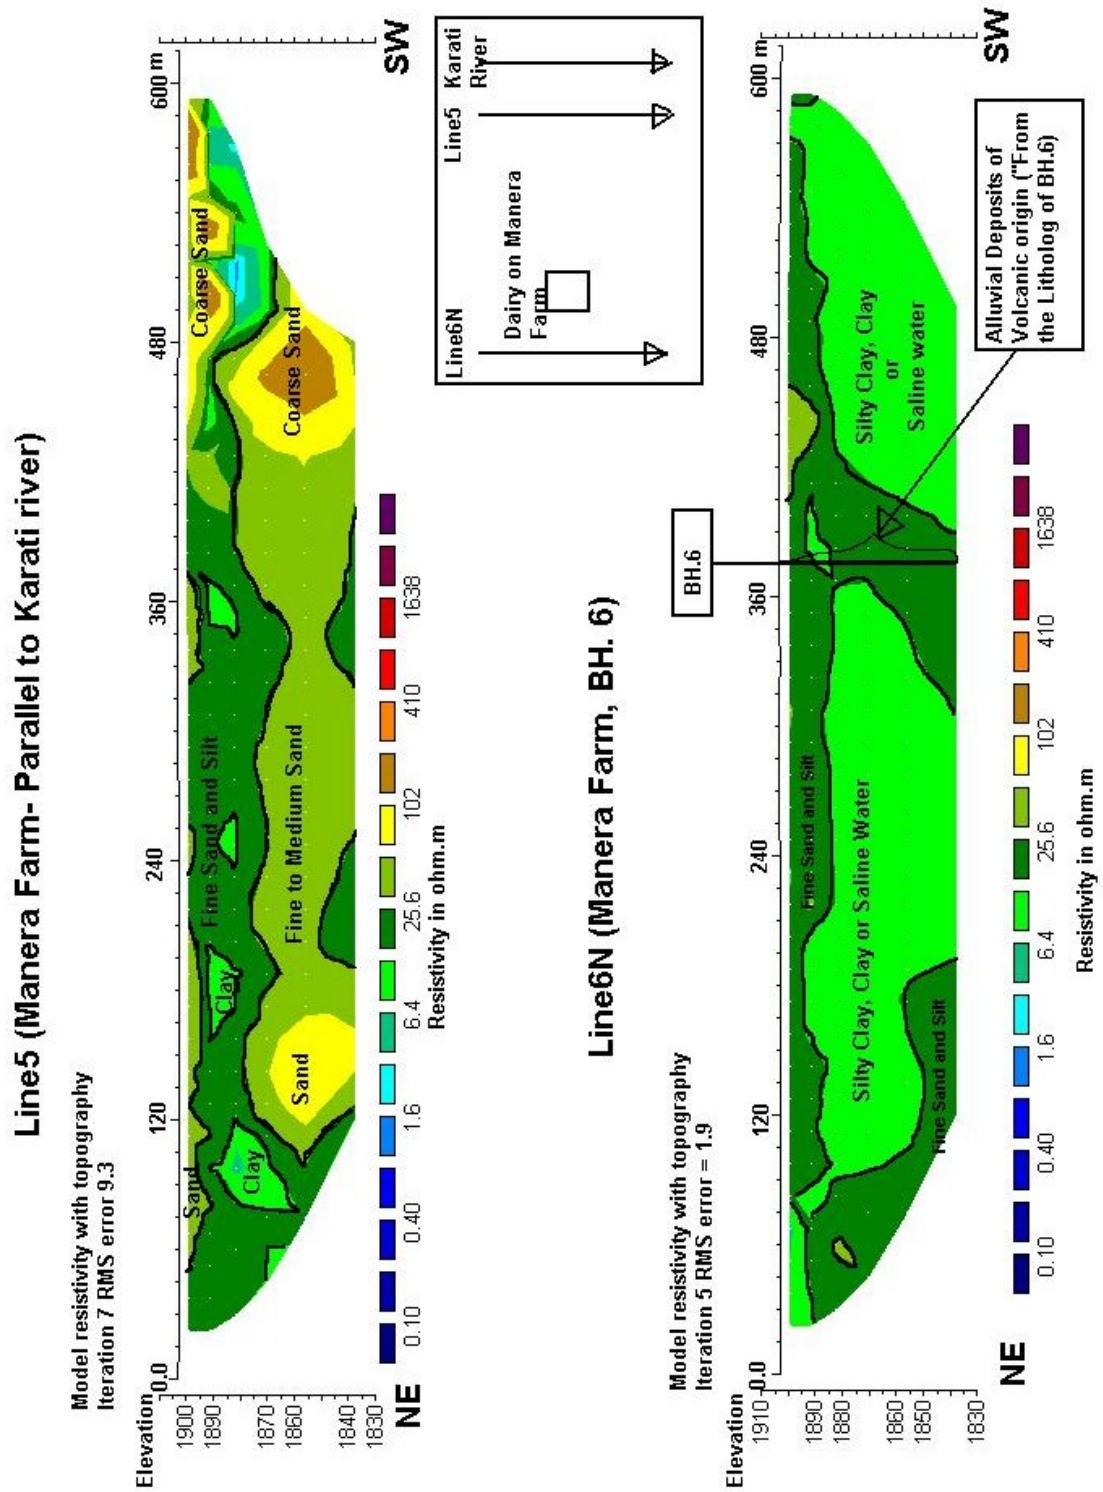 Line5 (Manera Farm- Parallel to Karati river)
Model resistivity with topography
Iteration 7 RMS error 9.3
Elevation
0.0
120
240
360
480
600 m
1900
1890
1870
1860
1840
1830
Sand
Clay
Clay
Fine Sand and Silt
Sand
Fine to Medium Sand
Coarse Sand
Coarse Sand
NE
SW
0.10
0.40
1.6
6.4
25.6
102
410
1638
Resistivity in ohm.m
Line6N
Dairy on Manera
Farm
Line5
Karati
River
Line6N (Manera Farm, BH. 6)
Model resistivity with topography
Iteration 5 RMS error = 1.9
Elevation
0.0
120
240
360
480
600 m
BH.6
1910
1890
1880
1860
1850
1830
Fine Sand and Silt
Silty Clay, Clay or Saline Water
Fine Sand and Silt
Silty Clay, Clay
or
Saline water
Alluvial Deposits of
Volcanic origin ("From
the Litholog of BH.6)
NE
SW
0.10
0.40
1.6
6.4
25.6
102
410
1638
Resistivity in ohm.m